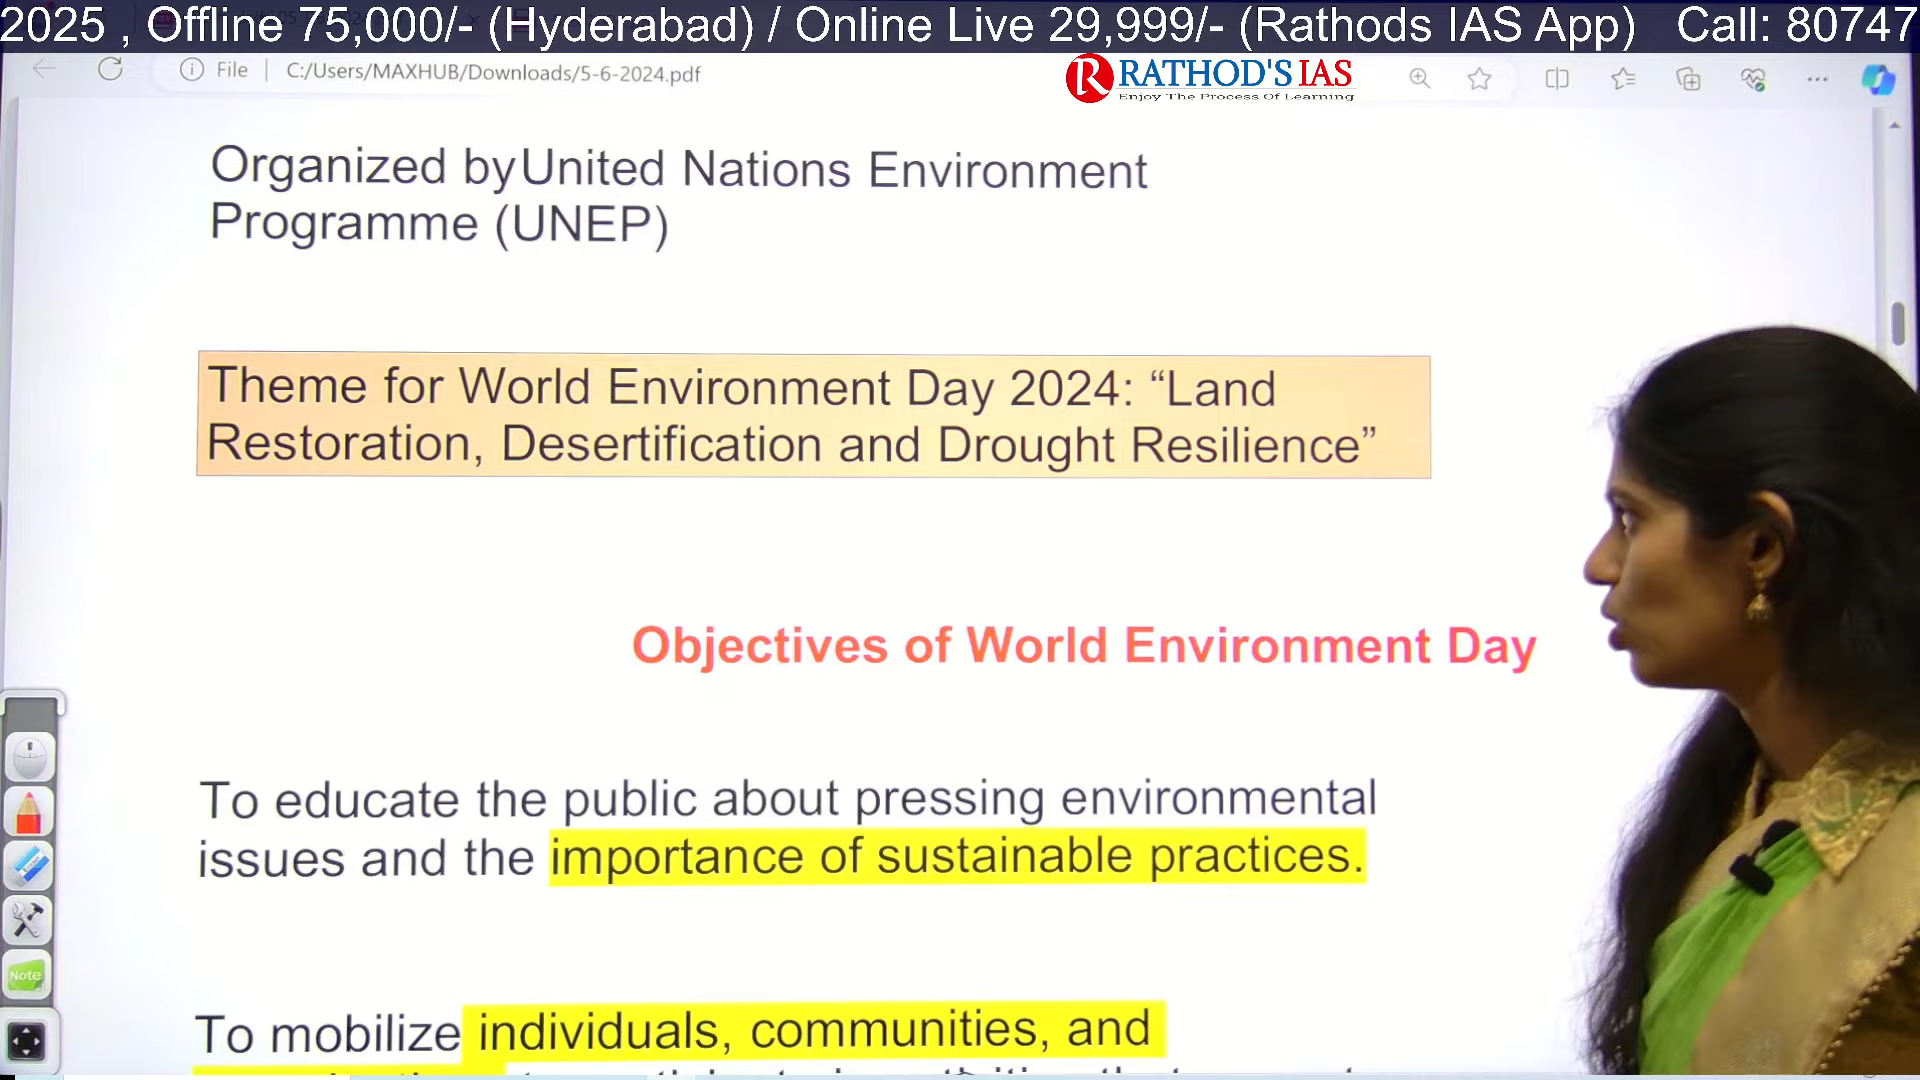 2025 , Offline 75,000/- (Hyderabad) / Online Live 29,999/- (Rathods IAS App) Call: 80747
File | C:/Users/MAXHUB/Downloads/5-6-2024.pdf
R RATHOD'S IAS
Enjoy The Process Of Learning
Organized byUnited Nations Environment
Programme (UNEP)
Theme for World Environment Day 2024: “Land
Restoration, Desertification and Drought Resilience”
Objectives of World Environment Day
To educate the public about pressing environmental
issues and the importance of sustainable practices.
To mobilize individuals, communities, and
Note